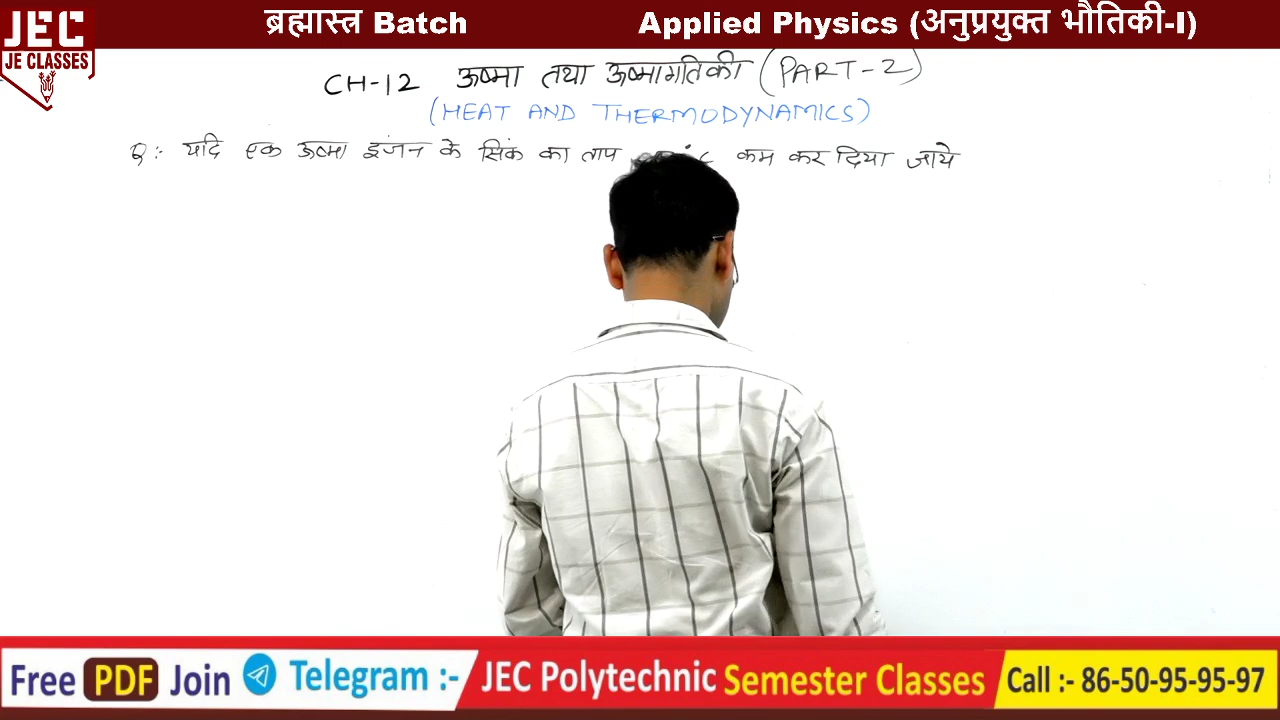 JEC
JE CLASSES
ब्रह्मास्त्र Batch
Applied Physics (अनुप्रयुक्त भौतिकी-I)
CH-12 ऊष्मा तथा ऊष्मागतिकी (PART-2)
(HEAT AND THERMODYNAMICS)
Q:- यदि एक ऊष्मा इंजन के सिंक का ताप कम कर दिया जाये
Free PDF Join Telegram :- JEC Polytechnic Semester Classes Call :- 86-50-95-95-97